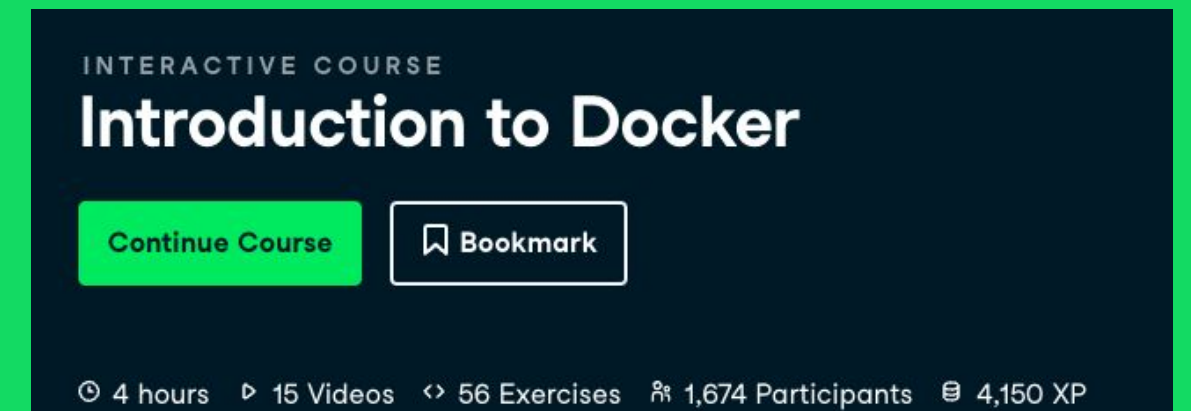 INTERACTIVE COURSE
Introduction to Docker
Continue Course Bookmark
4 hours 15 Videos 56 Exercises 1,674 Participants 4,150 XP